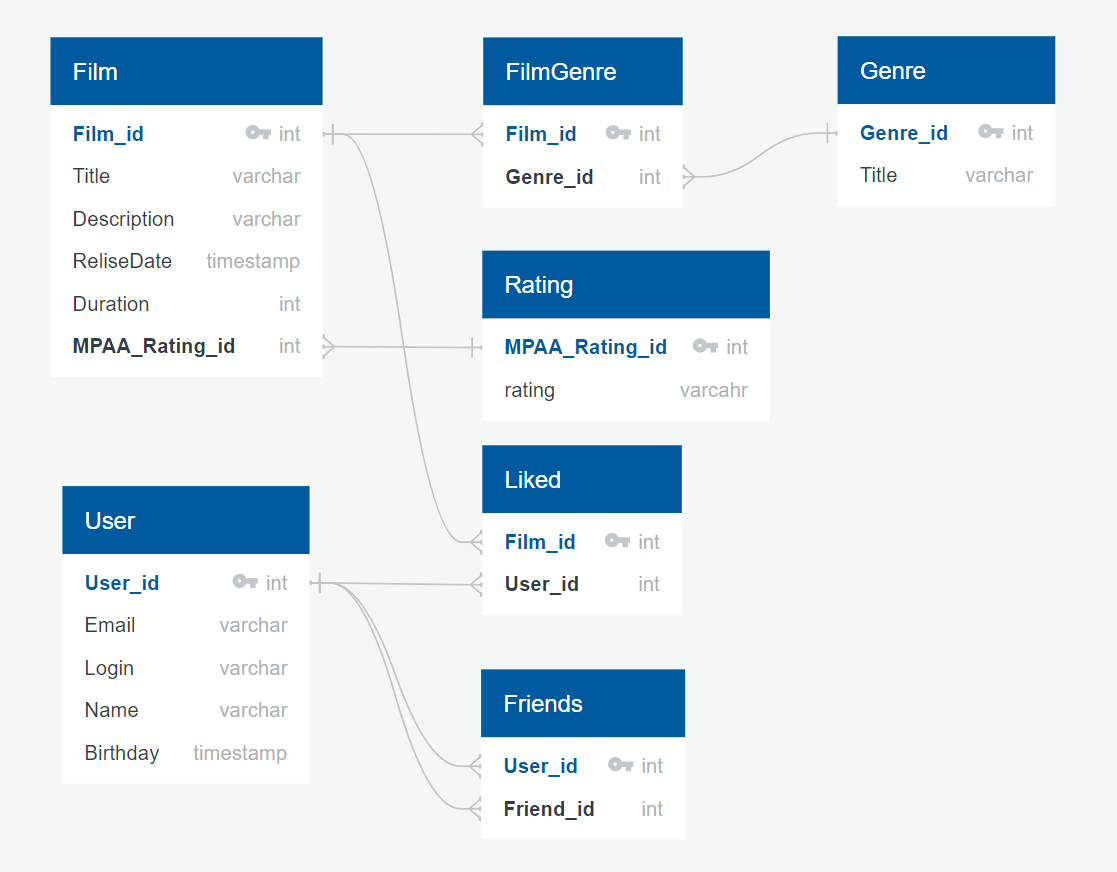 Film
Film_id int
Title varchar
Description varchar
ReliseDate timestamp
Duration int
MPAA_Rating_id int
FilmGenre
Film_id int
Genre_id int
Genre
Genre_id int
Title varchar
Rating
MPAA_Rating_id int
rating varcahr
Liked
Film_id int
User_id int
User
User_id int
Email varchar
Login varchar
Name varchar
Birthday timestamp
Friends
User_id int
Friend_id int